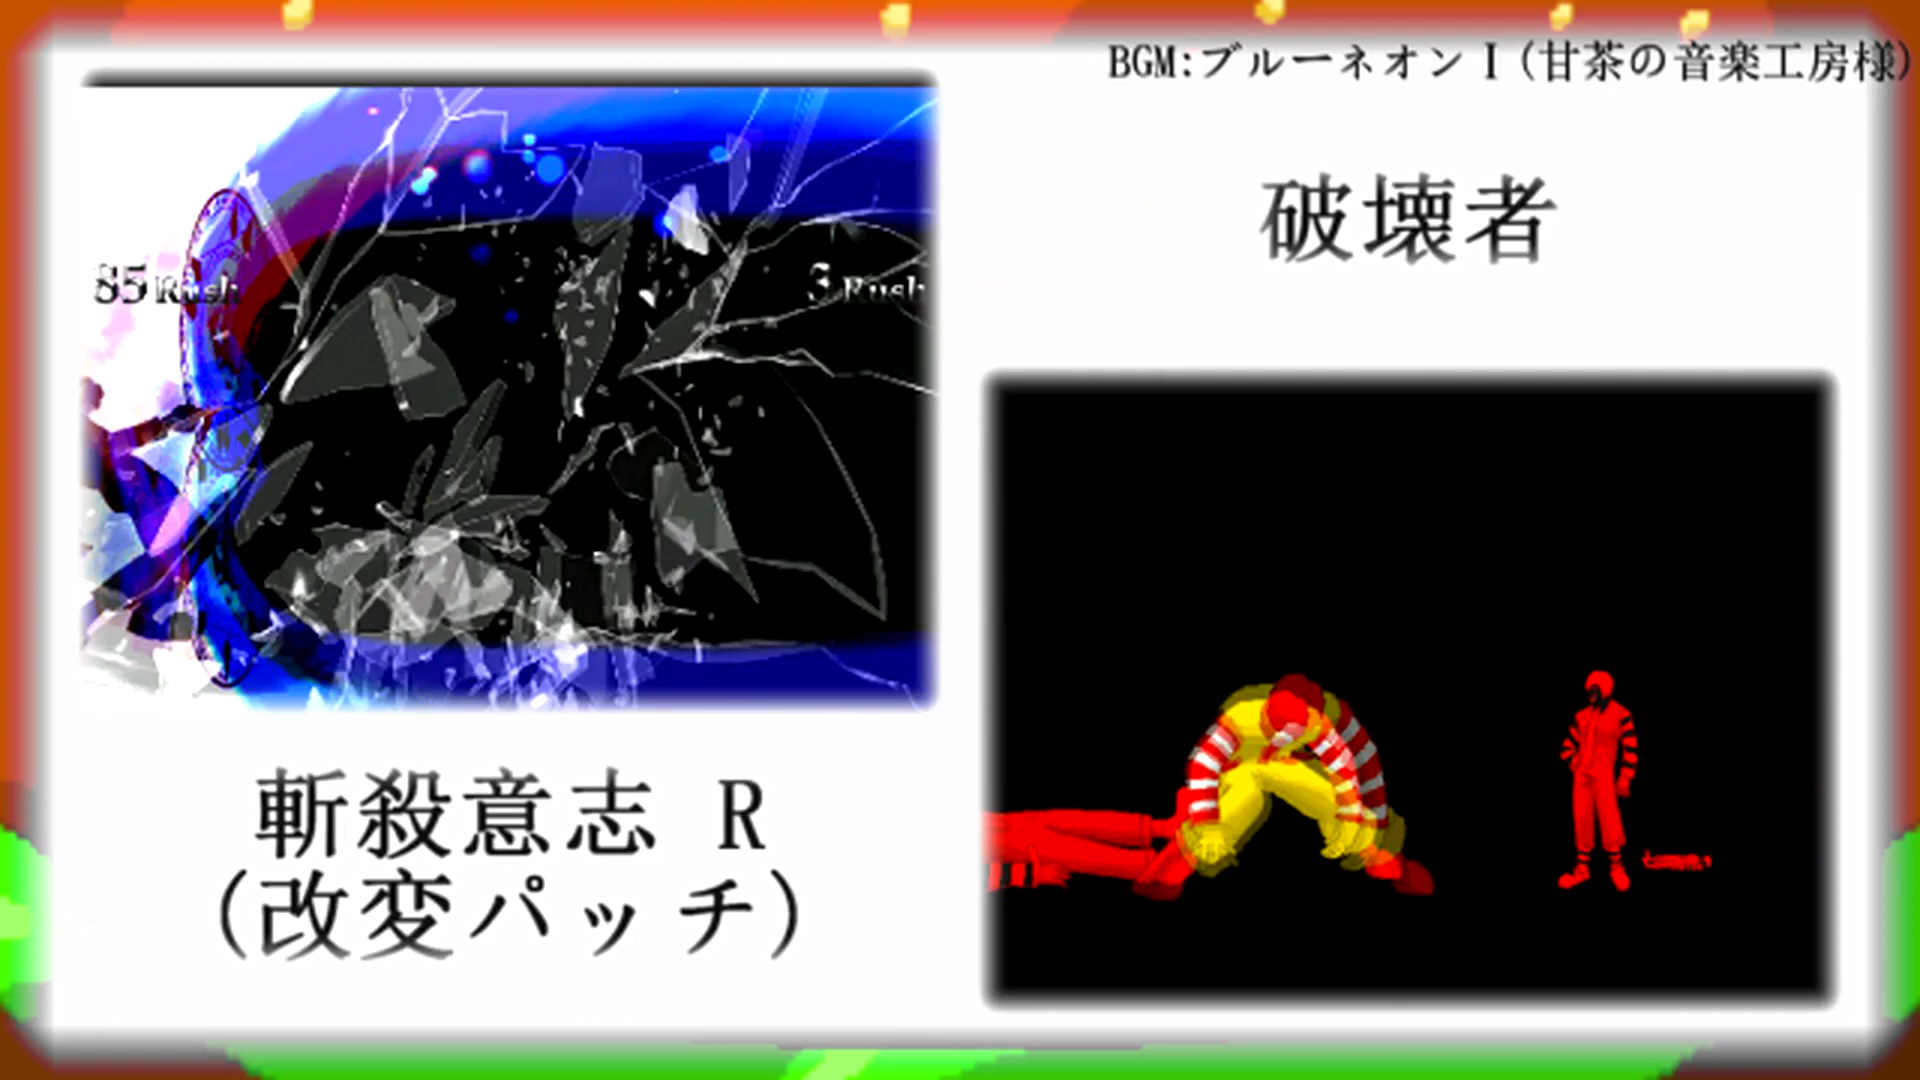 BGM:ブルーネオンⅠ(甘茶の音楽工房様)
破壊者
85 Rush
3 Rush
斬殺意志 R
(改変パッチ)